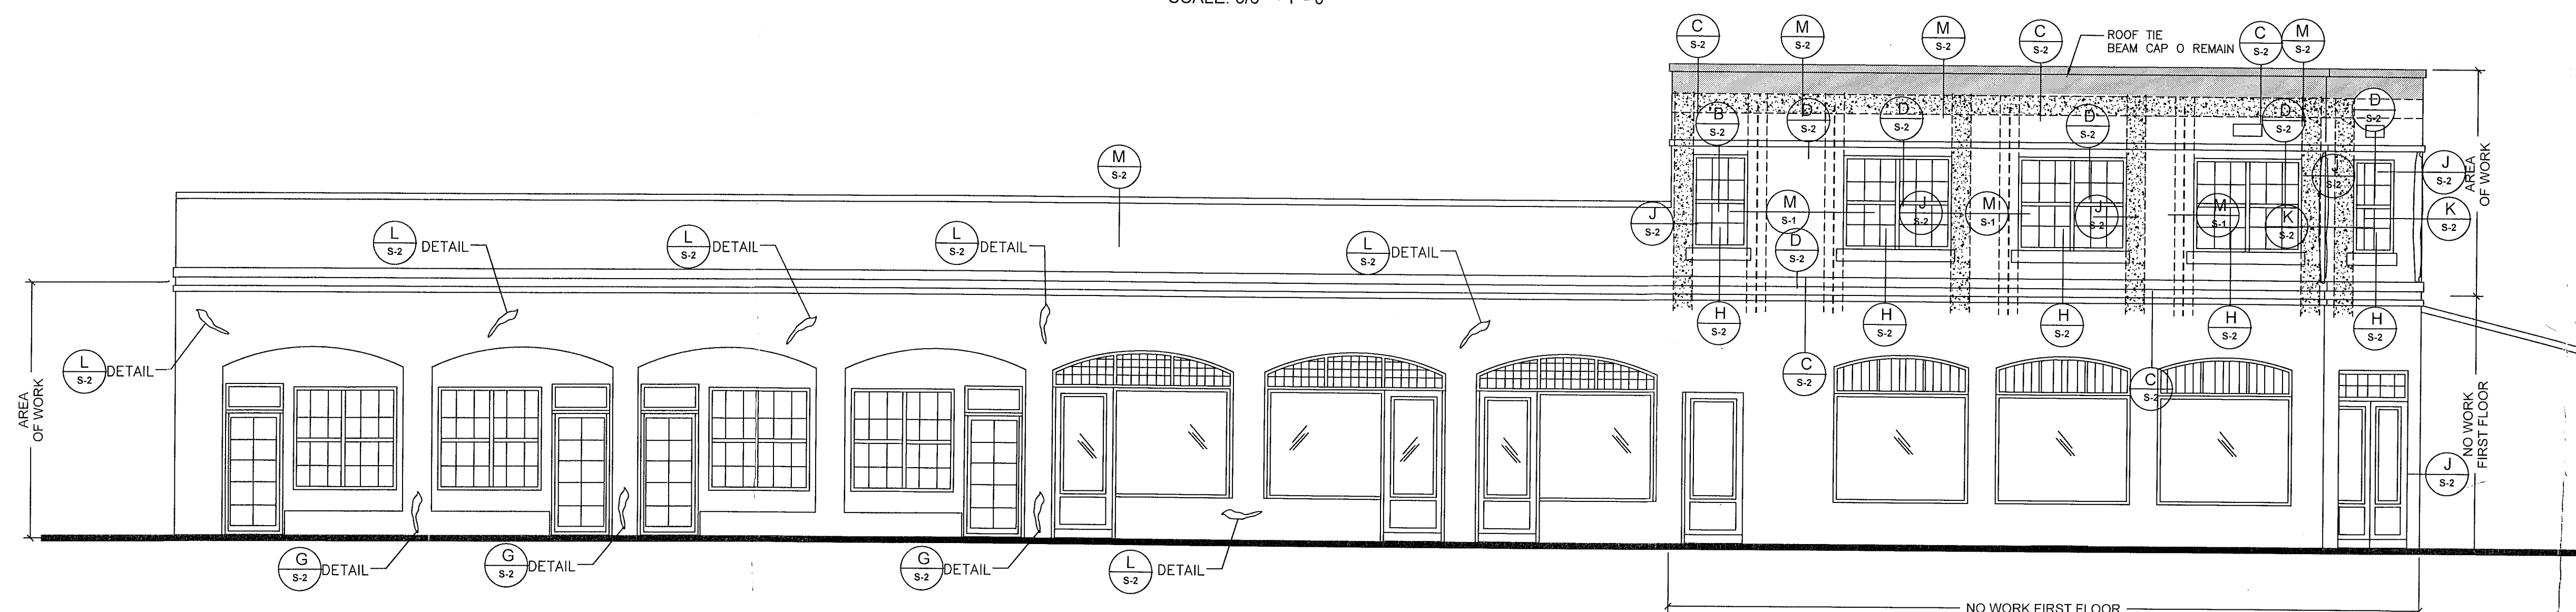 C
S-2
M
S-2
M
S-2
C
S-2
ROOF TIE
BEAM CAP O REMAIN
C
S-2
M
S-2
B
S-2
D
S-2
D
S-2
D
S-2
D
S-2
D
S-2
M
S-2
J
S-2
AREA
OF WORK
J
S-2
M
S-1
J
S-2
M
S-1
J
S-2
M
S-1
K
S-2
J
S-2
K
S-2
L
S-2
DETAIL
L
S-2
DETAIL
L
S-2
DETAIL
L
S-2
DETAIL
D
S-2
H
S-2
H
S-2
H
S-2
H
S-2
H
S-2
L
S-2
DETAIL
C
S-2
C
S-2
AREA
OF WORK
NO WORK
FIRST FLOOR
J
S-2
G
S-2
DETAIL
G
S-2
DETAIL
G
S-2
DETAIL
L
S-2
DETAIL
NO WORK FIRST FLOOR